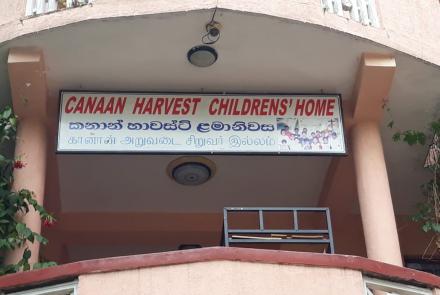 CANAAN HARVEST CHILDRENS' HOME
කනාන් හාවස්ට් ළමානිවස
கானான் அறுவடை சிறுவர் இல்லம்